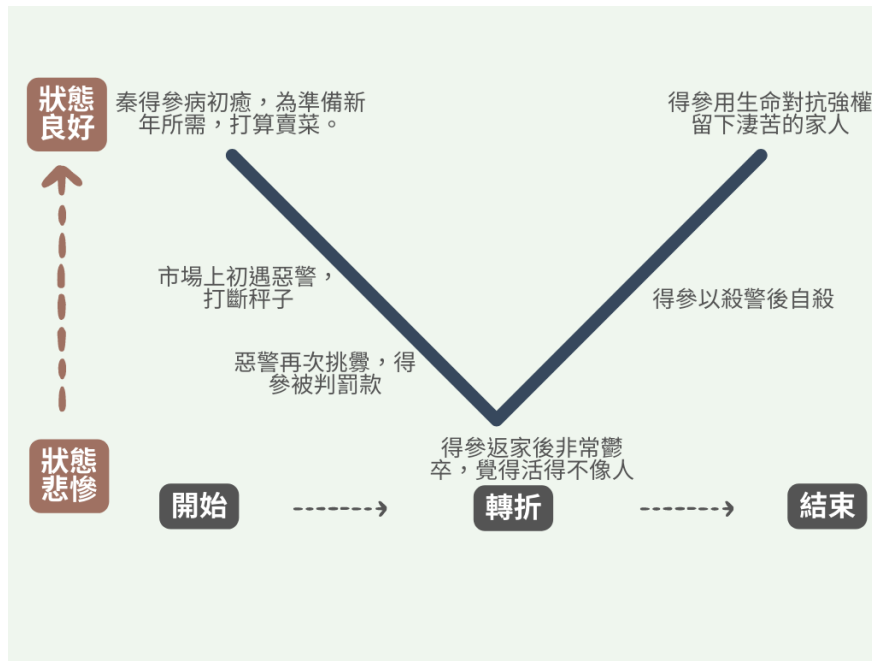 狀態
良好
秦得參病初癒，為準備新
年所需，打算賣菜。
得參用生命對抗強權
留下淒苦的家人
市場上初遇惡警，
打斷秤子
得參以殺警後自殺
惡警再次挑釁，得
參被判罰款
得參返家後非常鬱
卒，覺得活得不像人
狀態
悲慘
開始
轉折
結束